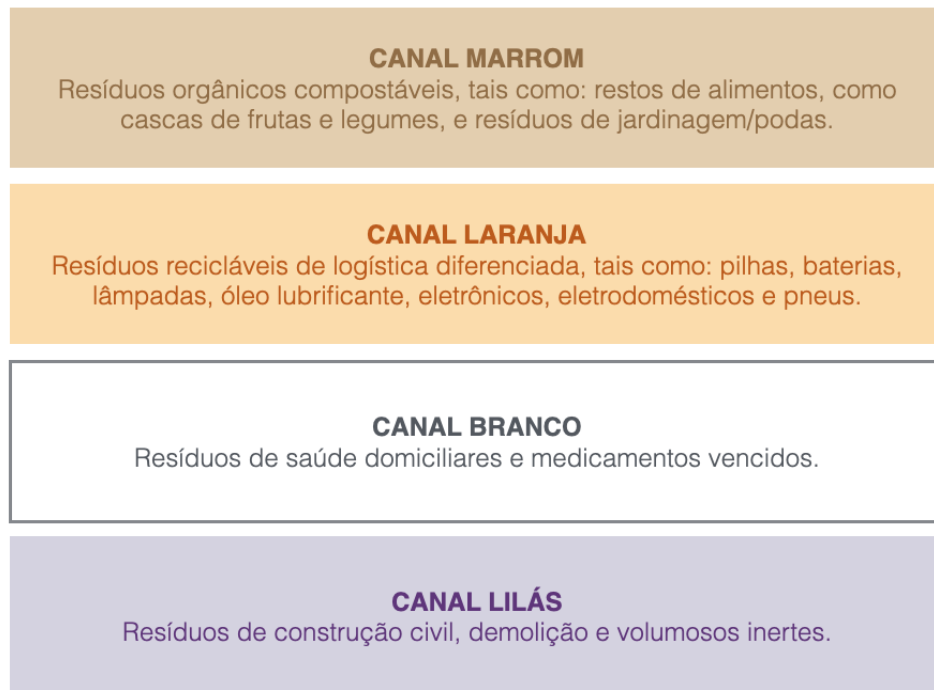 CANAL MARROM
Resíduos orgânicos compostáveis, tais como: restos de alimentos, como
cascas de frutas e legumes, e resíduos de jardinagem/podas.
CANAL LARANJA
Resíduos recicláveis de logística diferenciada, tais como: pilhas, baterias,
lâmpadas, óleo lubrificante, eletrônicos, eletrodomésticos e pneus.
CANAL BRANCO
Resíduos de saúde domiciliares e medicamentos vencidos.
CANAL LILÁS
Resíduos de construção civil, demolição e volumosos inertes.